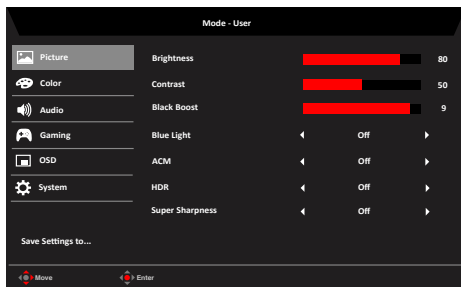 Mode - User
Picture
Brightness 80
Color
Contrast 50
Audio
Black Boost 9
Gaming
Blue Light Off
OSD
ACM Off
System
HDR Off
Super Sharpness Off
Save Settings to...
Move Enter